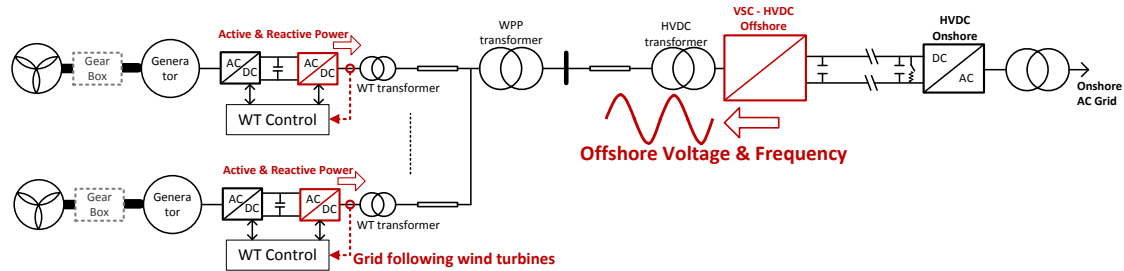 VSC - HVDC
Offshore
HVDC
Onshore
WPP
transformer
HVDC
transformer
Active & Reactive Power
Gear
Box
Genera
tor
AC
DC
AC
DC
WT transformer
WT Control
DC
AC
Onshore
AC Grid
Offshore Voltage & Frequency
Active & Reactive Power
Gear
Box
Genera
tor
AC
DC
AC
DC
WT transformer
WT Control
Grid following wind turbines